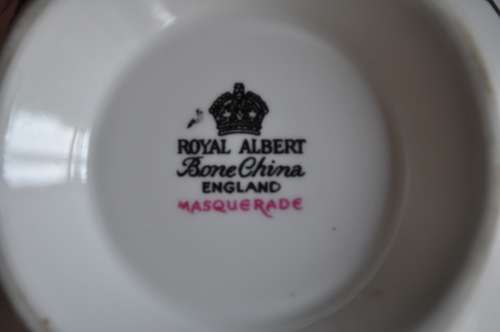 ROYAL ALBERT
Bone China
ENGLAND
MASQUERADE